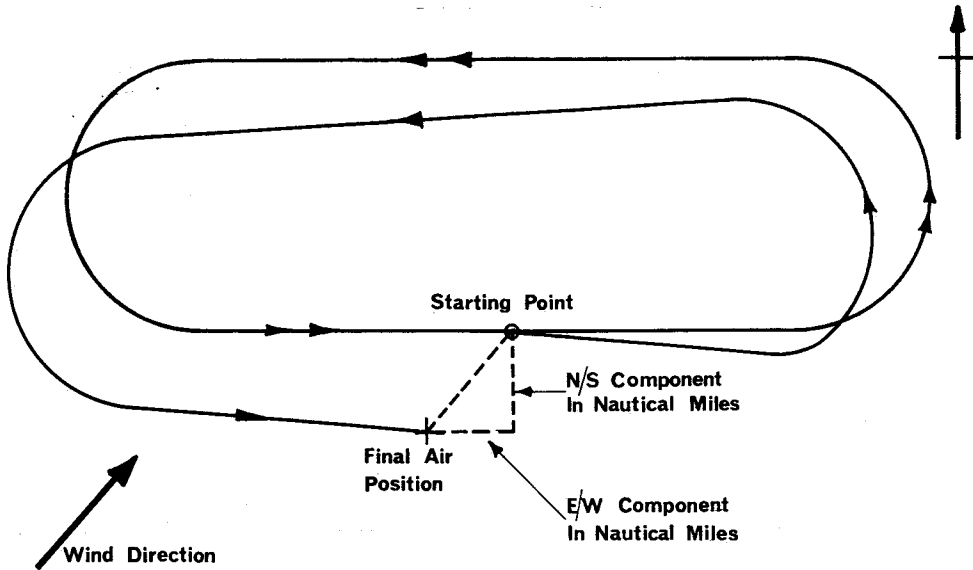 Starting Point
N/S Component
In Nautical Miles
Final Air
Position
E/W Component
In Nautical Miles
Wind Direction